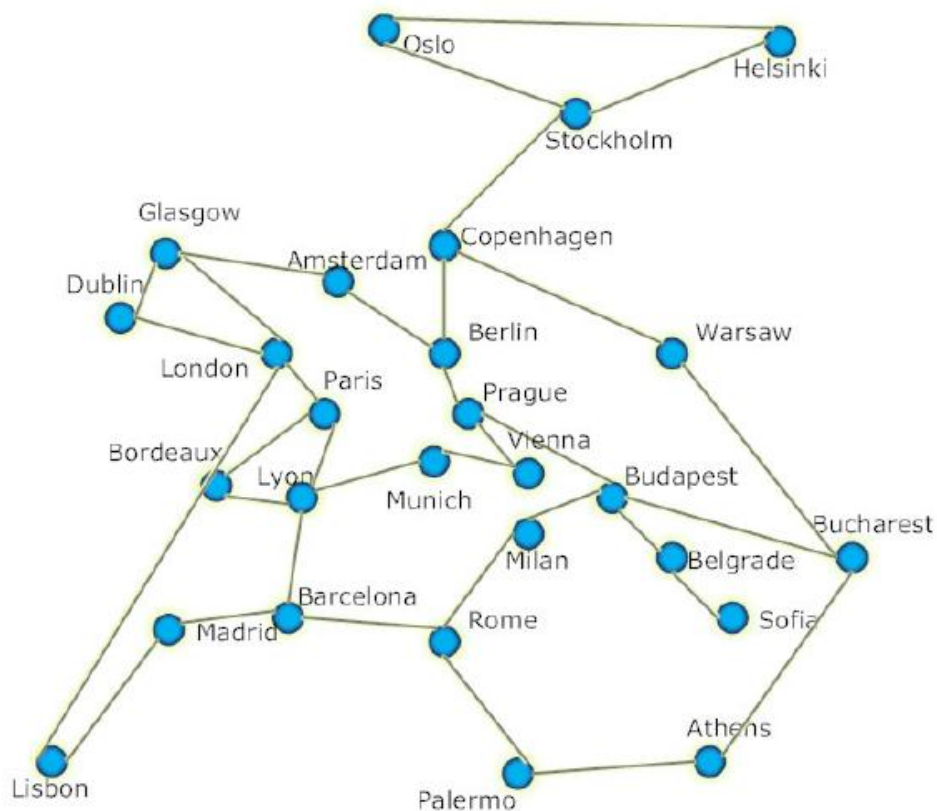 Oslo
Helsinki
Stockholm
Glasgow
Copenhagen
Amsterdam
Dublin
Berlin
Warsaw
London
Paris
Prague
Vienna
Bordeaux
Lyon
Munich
Budapest
Bucharest
Milan
Belgrade
Barcelona
Madrid
Rome
Sofia
Athens
Lisbon
Palermo